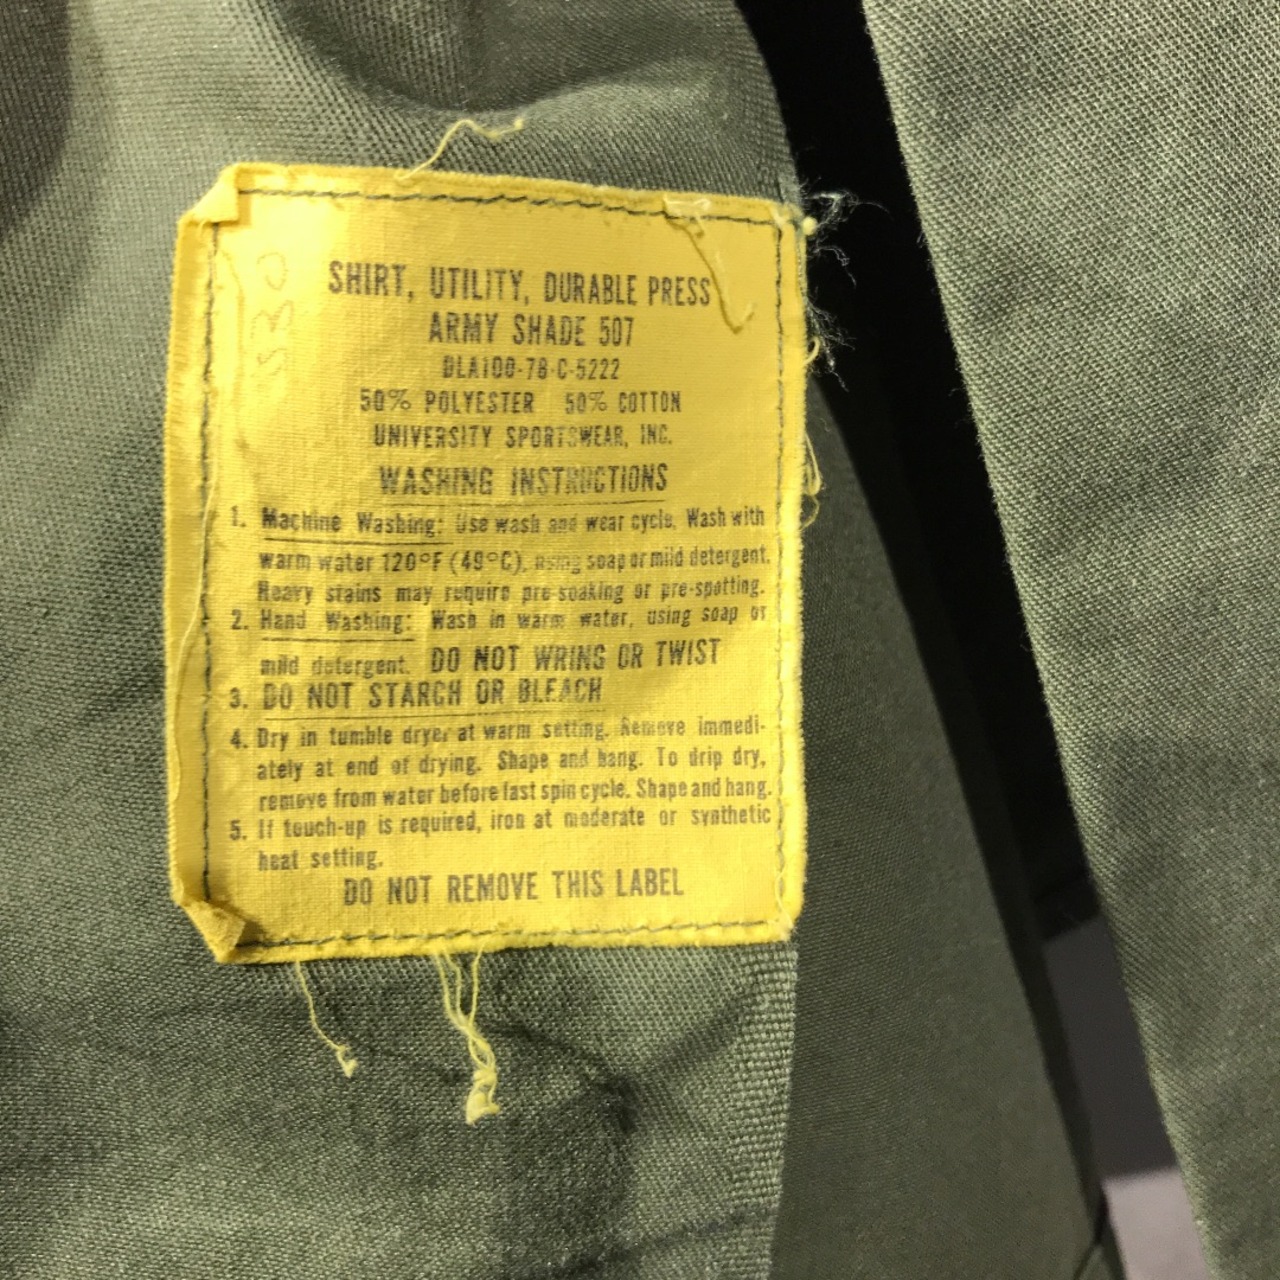 SHIRT, UTILITY, DURABLE PRESS
ARMY SHADE 507
DLA100-78-C-5222
50% POLYESTER 50% COTTON
UNIVERSITY SPORTSWEAR, INC.
WASHING INSTRUCTIONS
1. Machine Washing: Use wash and wear cycle. Wash with
warm water 120°F (49°C), using soap or mild detergent.
Heavy stains may require pre-soaking or pre-spotting.
2. Hand Washing: Wash in warm water, using soap or
mild detergent. DO NOT WRING OR TWIST
3. DO NOT STARCH OR BLEACH
4. Dry in tumble dryer at warm setting. Remove immedi-
ately at end of drying. Shape and hang. To drip dry,
remove from water before last spin cycle. Shape and hang.
5. If touch-up is required, iron at moderate or synthetic
heat setting.
DO NOT REMOVE THIS LABEL